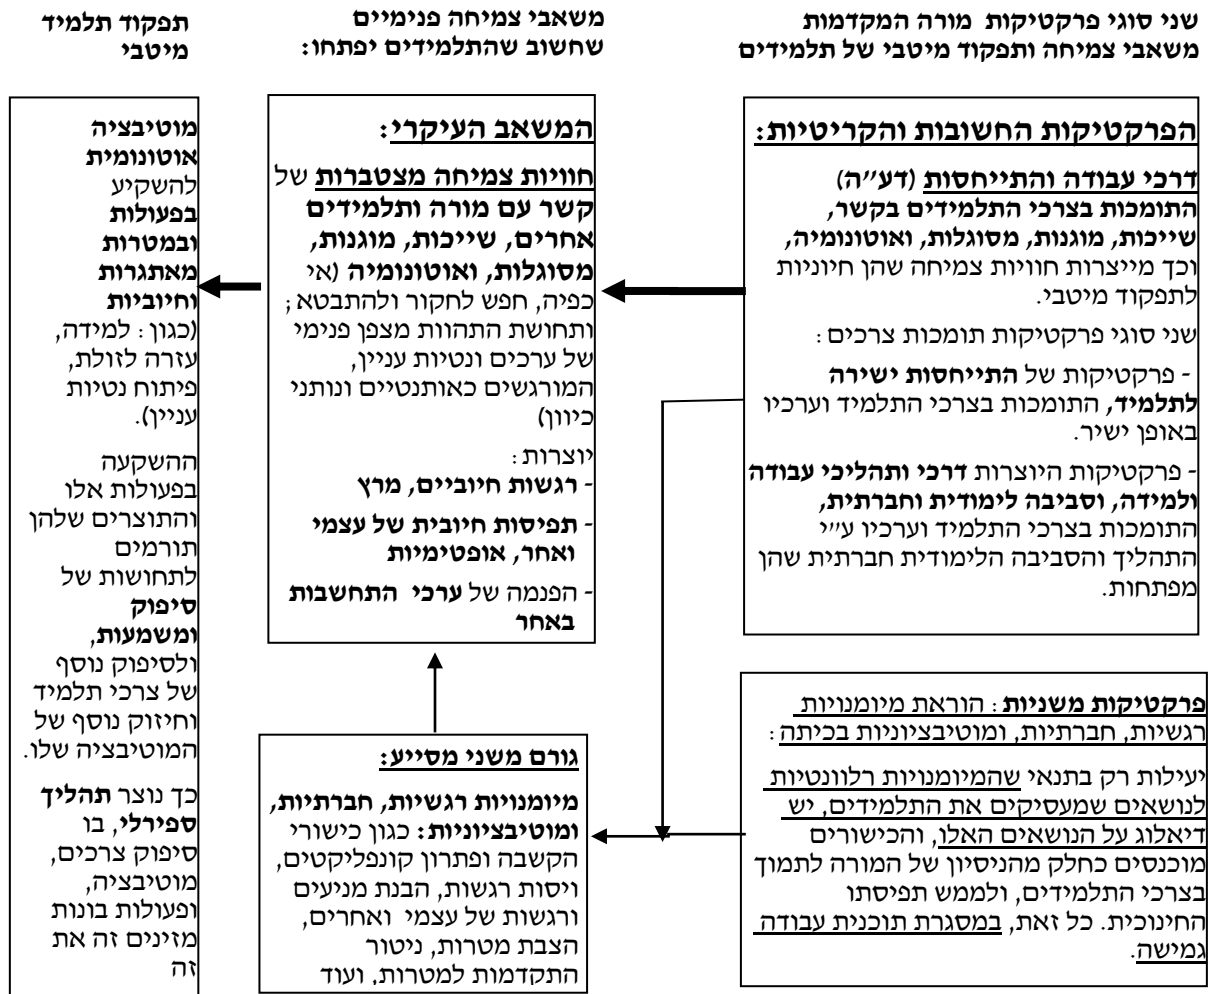 שני סוגי פרקטיקות מורה המקדמות
משאבי צמיחה ותפקוד מיטבי של תלמידים
הפרקטיקות החשובות והקריטיות:
דרכי עבודה והתייחסות (דע״ה)
התומכות בצרכי התלמידים בקשר,
שייכות, מוגנות, מסוגלות, ואוטונומיה,
וכך מייצרות חוויות צמיחה שהן חיוניות
לתפקוד מיטבי.
שני סוגי פרקטיקות תומכות צרכים:
- פרקטיקות של התייחסות ישירה
לתלמיד, התומכות בצרכי התלמיד וערכיו
באופן ישיר.
- פרקטיקות היוצרות דרכי ותהליכי עבודה
ולמידה, וסביבה לימודית וחברתית,
התומכות בצרכי התלמיד וערכיו ע״י
התהליך והסביבה הלימודית חברתית שהן
מפתחות.
פרקטיקות משניות: הוראת מיומנויות
רגשיות, חברתיות, ומוטיבציוניות בכיתה:
יעילות רק בתנאי שהמיומנויות רלוונטיות
לנושאים שמעסיקים את התלמידים, יש
דיאלוג על הנושאים האלו, והכישורים
מוכנסים כחלק מהניסיון של המורה לתמוך
בצרכי התלמידים, ולממש תפיסתו
החינוכית. כל זאת, במסגרת תוכנית עבודה
גמישה.
משאבי צמיחה פנימיים
שחשוב שהתלמידים יפתחו:
המשאב העיקרי:
חוויות צמיחה מצטברות של
קשר עם מורה ותלמידים
אחרים, שייכות, מוגנות,
מסוגלות, ואוטונומיה (אי
כפיה, חפש לחקור ולהתבטא;
ותחושת התהוות מצפן פנימי
של ערכים ונטיות עניין,
המורגשים כאותנטיים ונותני
כיוון)
יוצרות:
- רגשות חיוביים, מרץ
- תפיסות חיובית של עצמי
ואחר, אופטימיות
- הפנמה של ערכי התחשבות
באחר
גורם משני מסייע:
מיומנויות רגשיות, חברתיות,
ומוטיבציוניות: כגון כישורי
הקשבה ופתרון קונפליקטים,
ויסות רגשות, הבנת מניעים
ורגשות של עצמי ואחרים,
הצבת מטרות, ניטור
התקדמות למטרות, ועוד
תפקוד תלמיד
מיטבי
מוטיבציה
אוטונומית
להשקיע
בפעולות
ובמטרות
מאתגרות
וחיוביות
(כגון: למידה,
עזרה לזולת,
פיתוח נטיות
עניין).
ההשקעה
בפעולות אלו
והתוצרים שלהן
תורמים
לתחושות של
סיפוק
ומשמעות,
ולסיפוק נוסף
של צרכי תלמיד
וחיזוק נוסף של
המוטיבציה שלו.
כך נוצר תהליך
ספירלי, בו
סיפוק צרכים,
מוטיבציה,
ופעולות בונות
מזינים זה את
זה